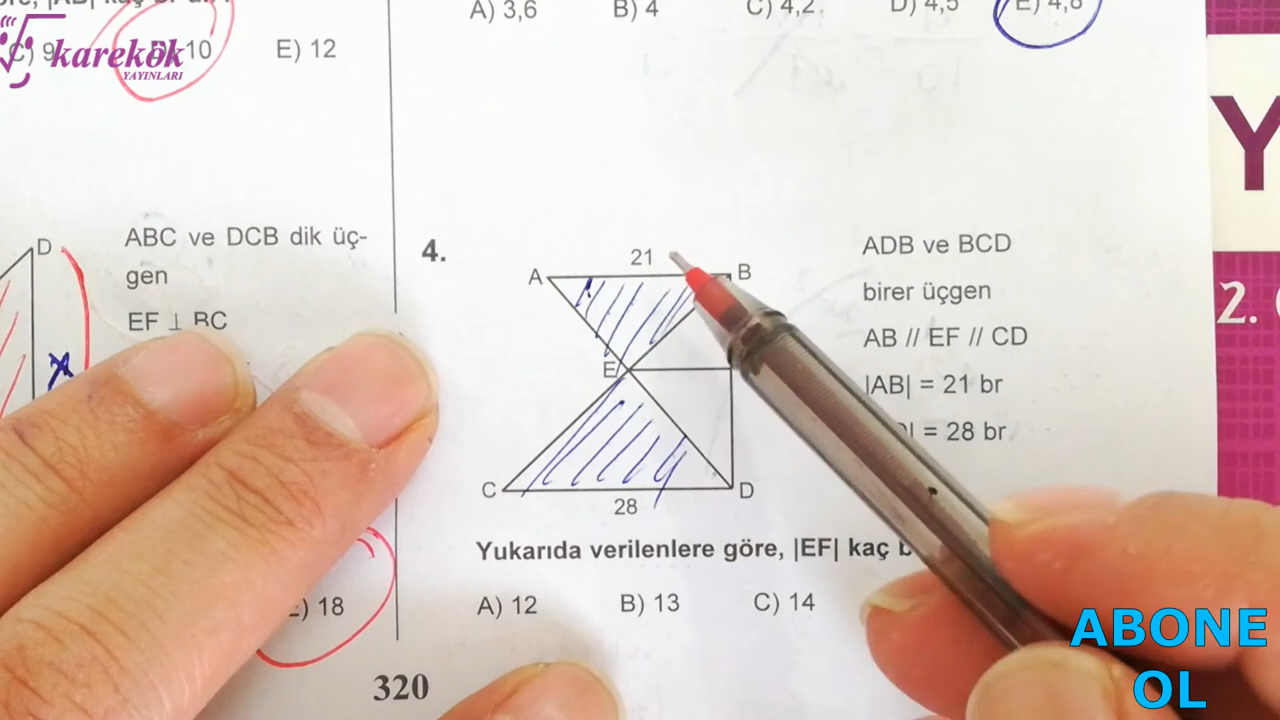 A) 3,6 B) 4 C) 4,2 D) 4,5 E) 4,8
C) 9 D) 10 E) 12
karekök
YAYINLARI
D
ABC ve DCB dik üç-
gen
EF ⊥ BC
x
18
320
4.
21
A
B
E
C
D
28
ADB ve BCD
birer üçgen
AB // EF // CD
|AB| = 21 br
= 28 br
Yukarıda verilenlere göre, |EF| kaç
A) 12 B) 13 C) 14
Y
2.
ABONE
OL